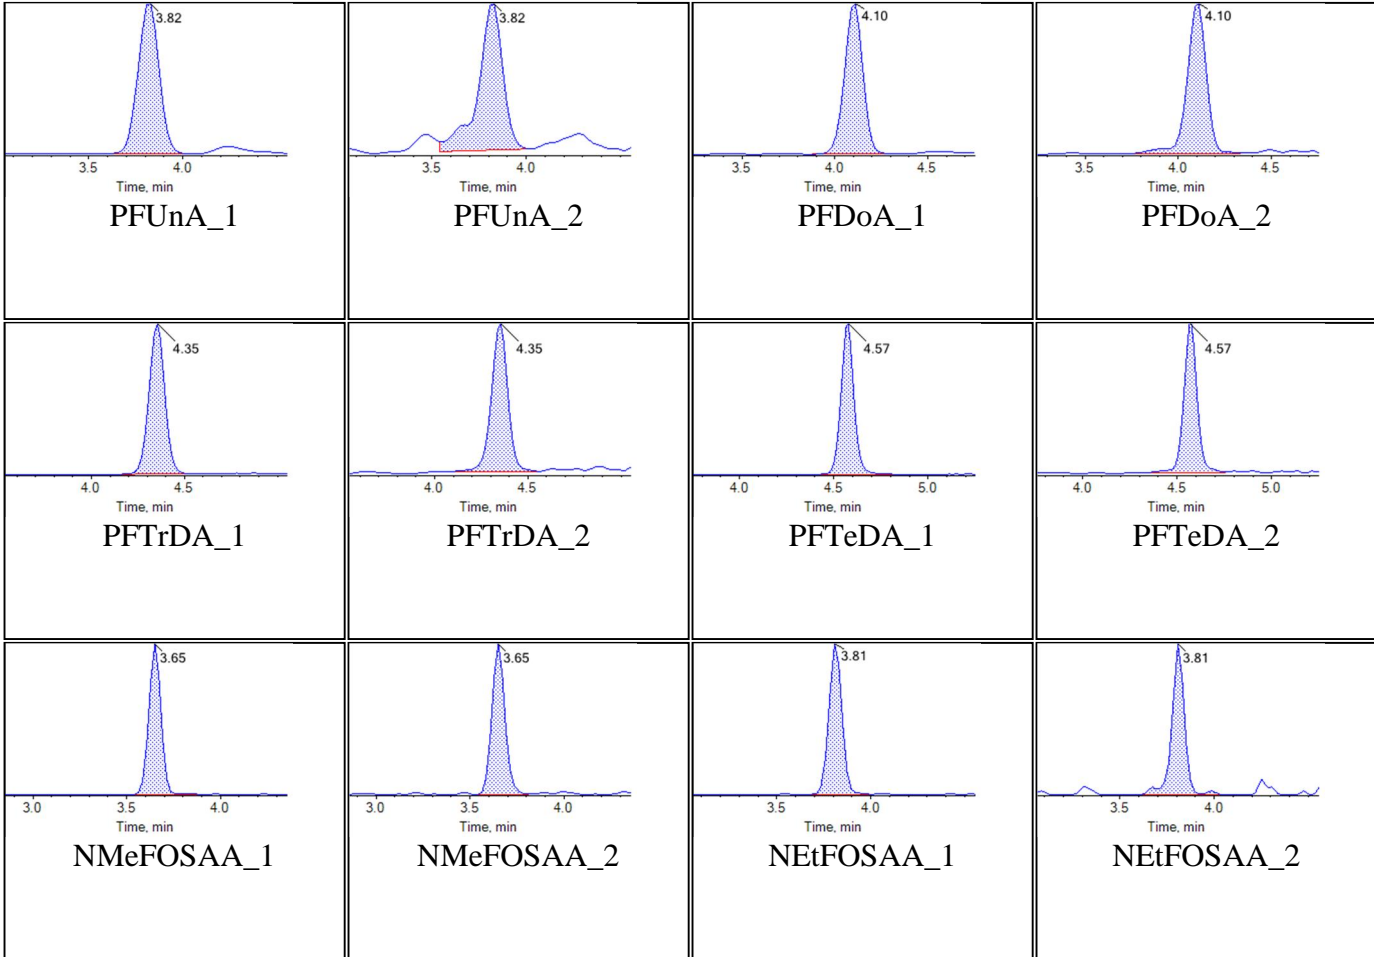 3.82
3.5 4.0
Time, min
PFUnA_1
3.82
3.5 4.0
Time, min
PFUnA_2
4.10
3.5 4.0 4.5
Time, min
PFDoA_1
4.10
3.5 4.0 4.5
Time, min
PFDoA_2
4.35
4.0 4.5
Time, min
PFTrDA_1
4.35
4.0 4.5
Time, min
PFTrDA_2
4.57
4.0 4.5 5.0
Time, min
PFTeDA_1
4.57
4.0 4.5 5.0
Time, min
PFTeDA_2
3.65
3.0 3.5 4.0
Time, min
NMeFOSAA_1
3.65
3.0 3.5 4.0
Time, min
NMeFOSAA_2
3.81
3.5 4.0
Time, min
NEtFOSAA_1
3.81
3.5 4.0
Time, min
NEtFOSAA_2